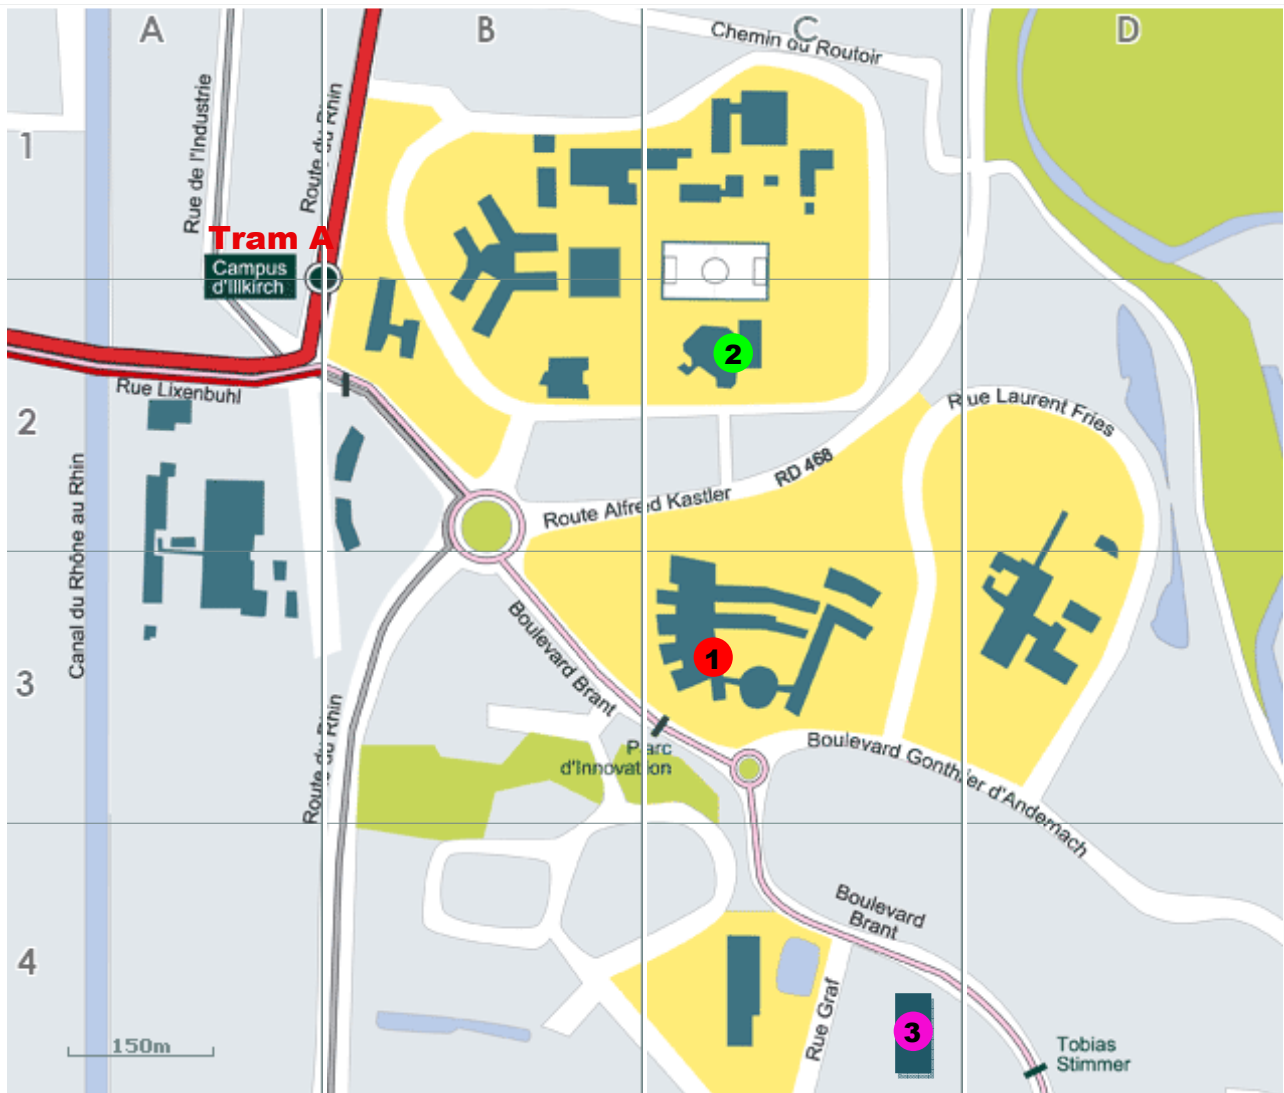 A
B
C
D
Chemin du Routoir
1
Rue de l'Industrie
Route du Rhin
Tram A
Campus
d'Illkirch
2
Rue Lixenbuhl
2
Rue Laurent Fries
RD 468
Route Alfred Kastler
Canal du Rhône au Rhin
Boulevard Brant
1
3
Route du Rhin
Parc
d'Innovation
Boulevard Gonthier d'Andernach
Boulevard
Brant
4
Rue Graf
3
150m
Tobias
Stimmer